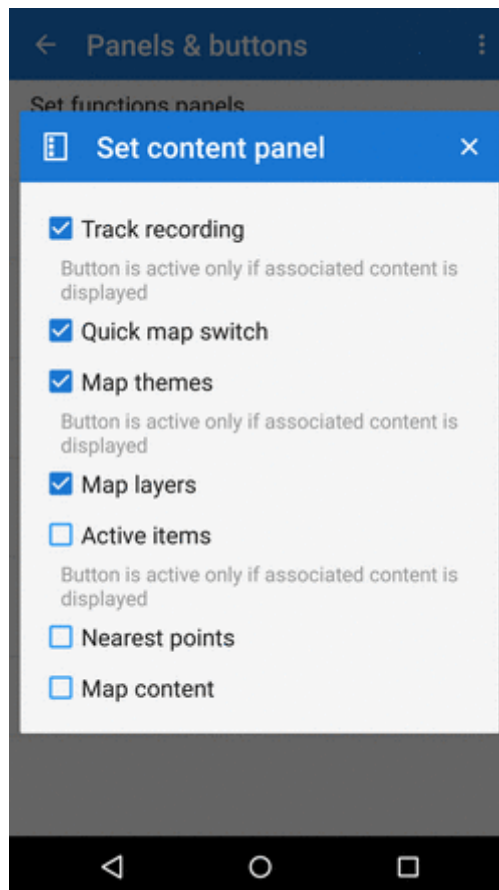 Panels & buttons
Set functions panels
Set content panel
Track recording
Button is active only if associated content is
displayed
Quick map switch
Map themes
Button is active only if associated content is
displayed
Map layers
Active items
Button is active only if associated content is
displayed
Nearest points
Map content